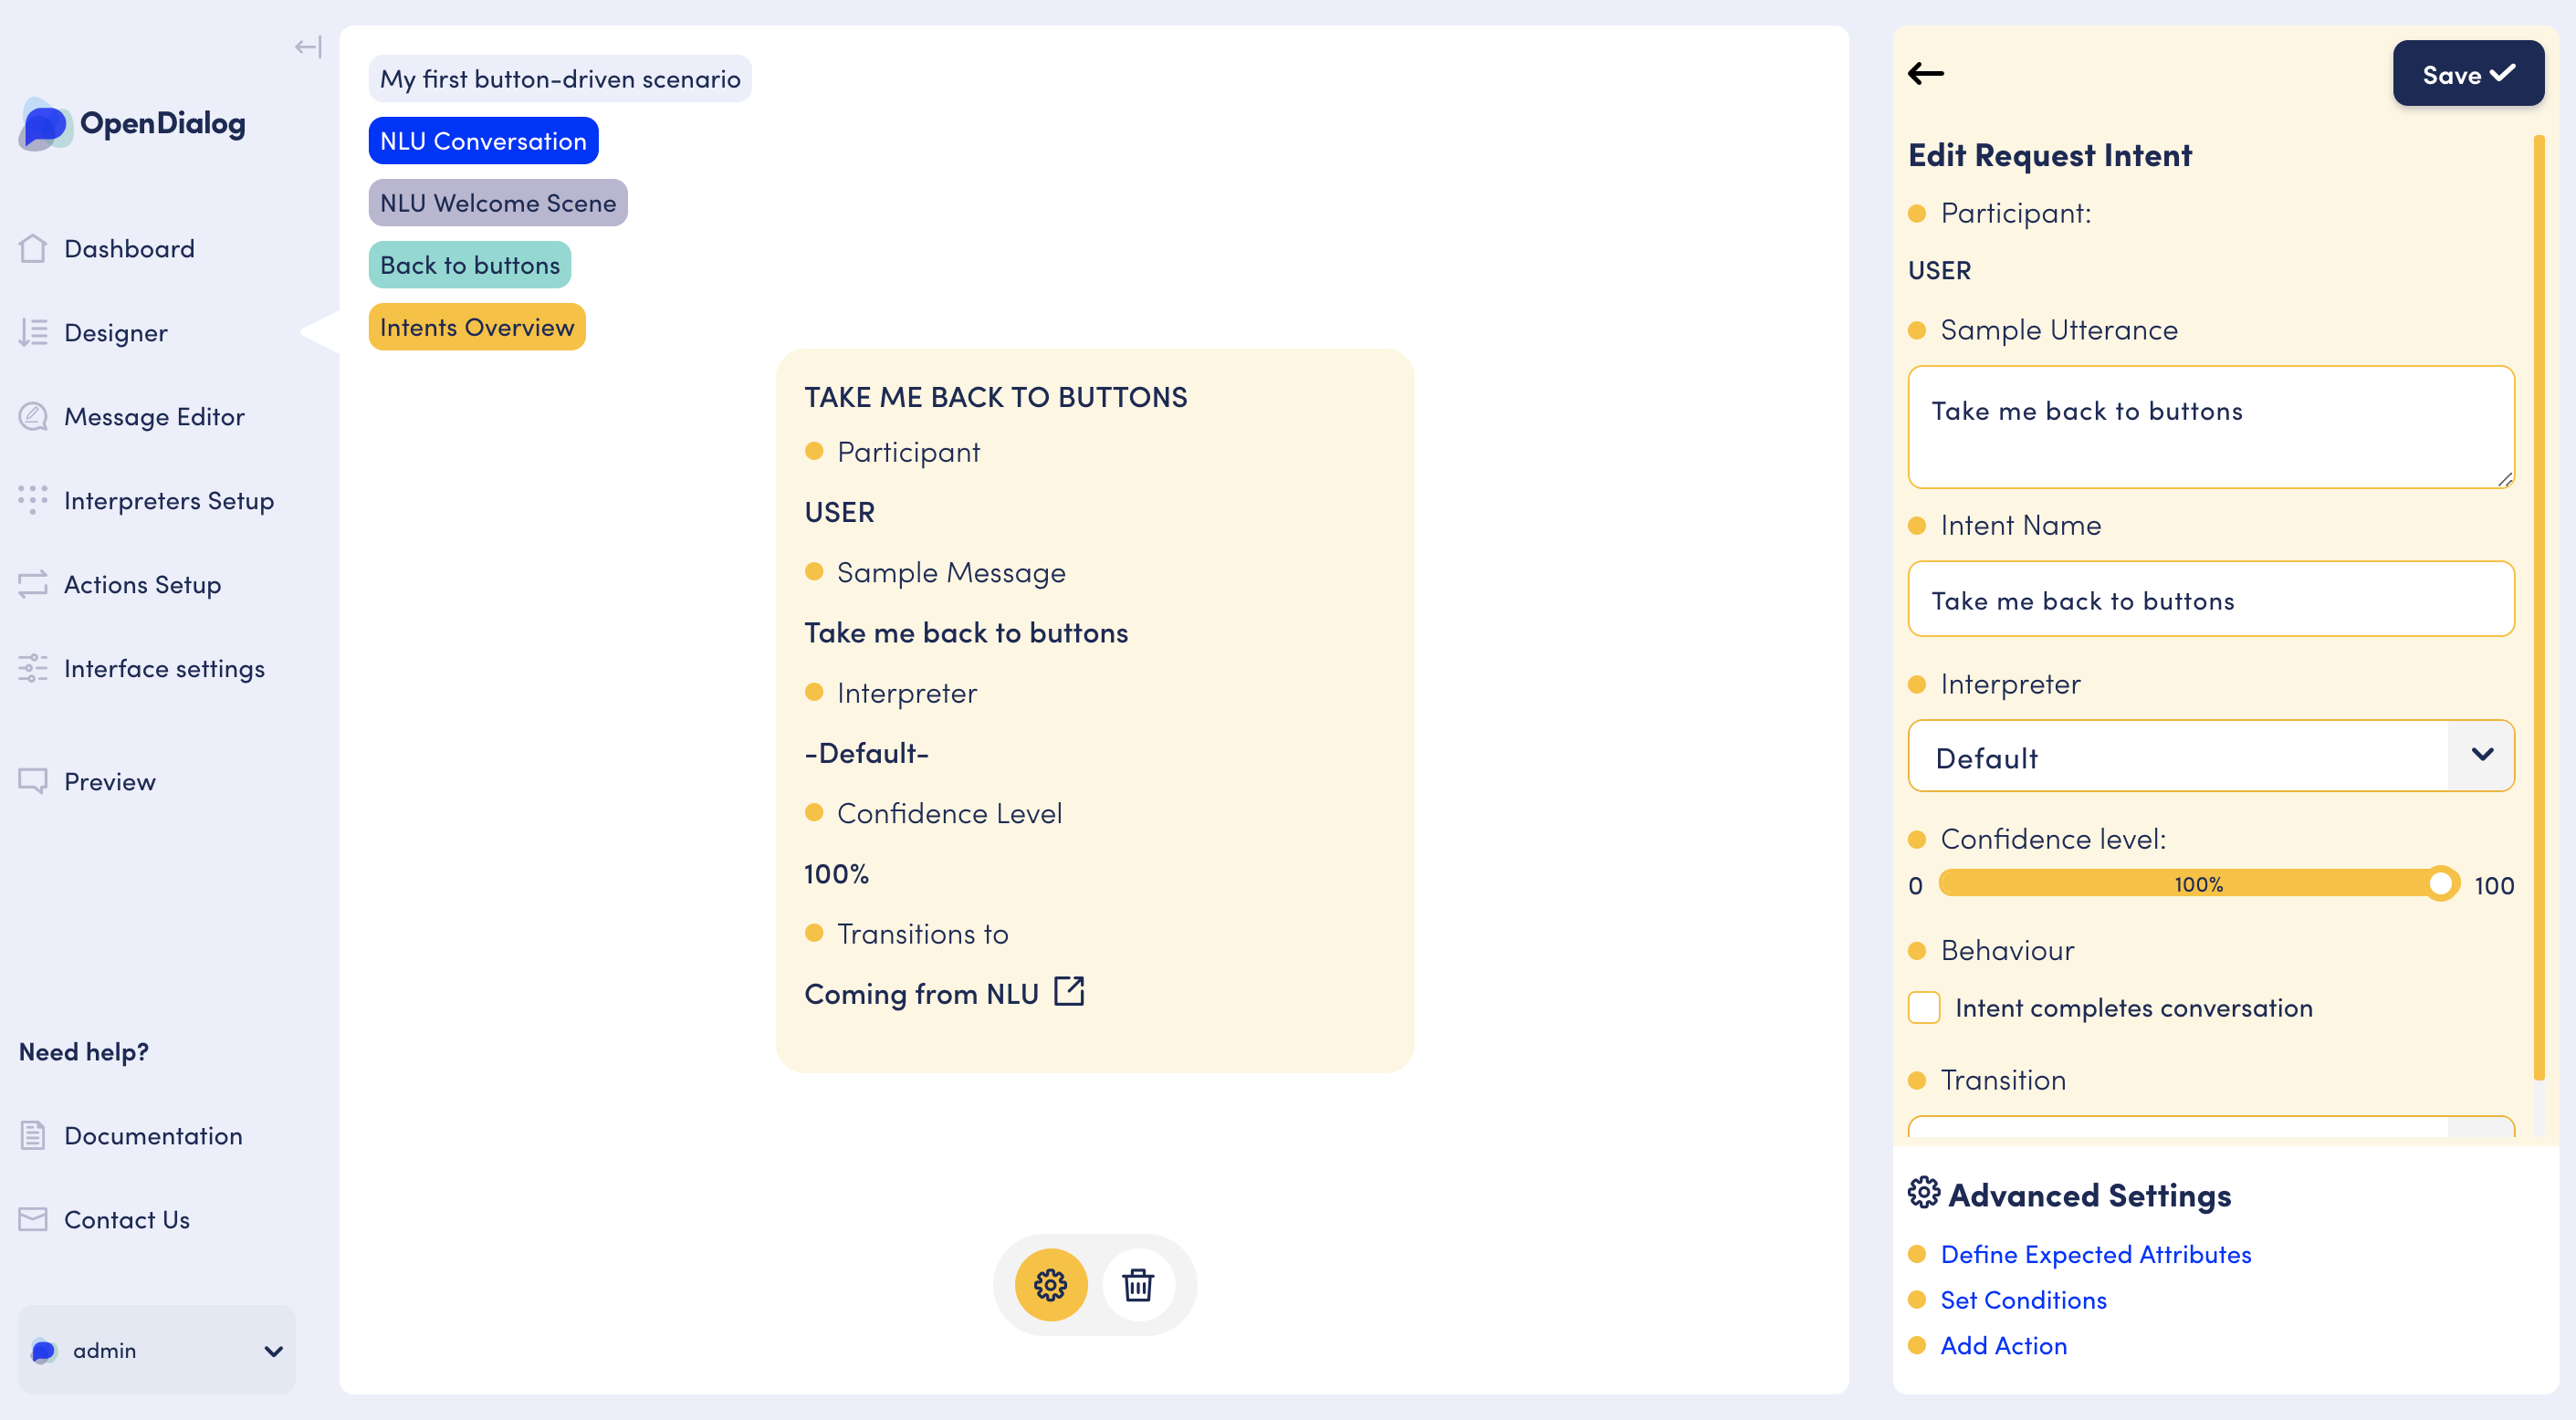 OpenDialog
Dashboard
Designer
Message Editor
Interpreters Setup
Actions Setup
Interface settings
Preview
Need help?
Documentation
Contact Us
admin
My first button-driven scenario
NLU Conversation
NLU Welcome Scene
Back to buttons
Intents Overview
TAKE ME BACK TO BUTTONS
Participant
USER
Sample Message
Take me back to buttons
Interpreter
-Default-
Confidence Level
100%
Transitions to
Coming from NLU
Save
Edit Request Intent
Participant:
USER
Sample Utterance
Take me back to buttons
Intent Name
Take me back to buttons
Interpreter
Default
Confidence level:
0 100% 100
Behaviour
Intent completes conversation
Transition
Advanced Settings
Define Expected Attributes
Set Conditions
Add Action